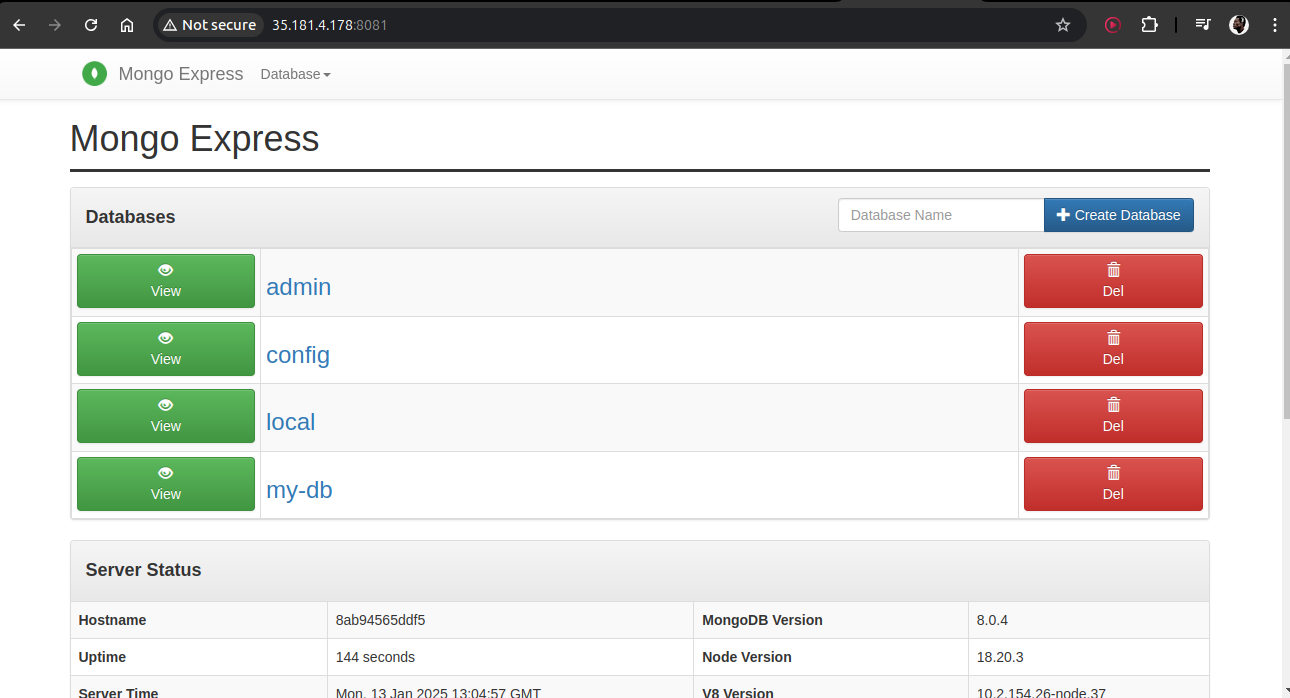 Not secure 35.181.4.178:8081
Mongo Express Database
Mongo Express
Databases Database Name Create Database
View admin Del
View config Del
View local Del
View my-db Del
Server Status
Hostname 8ab94565ddf5 MongoDB Version 8.0.4
Uptime 144 seconds Node Version 18.20.3
Server Time Mon, 13 Jan 2025 13:04:57 GMT V8 Version 10.2.154.26-node.37